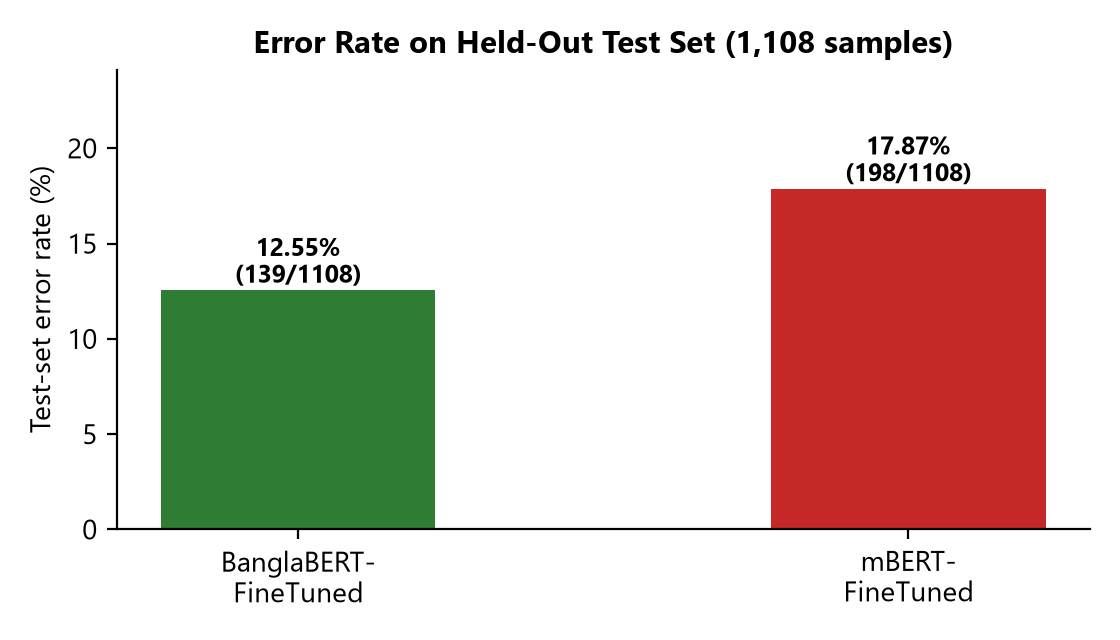 Error Rate on Held-Out Test Set (1,108 samples)
Test-set error rate (%)
20
15
10
5
0
12.55%
(139/1108)
17.87%
(198/1108)
BanglaBERT-
FineTuned
mBERT-
FineTuned